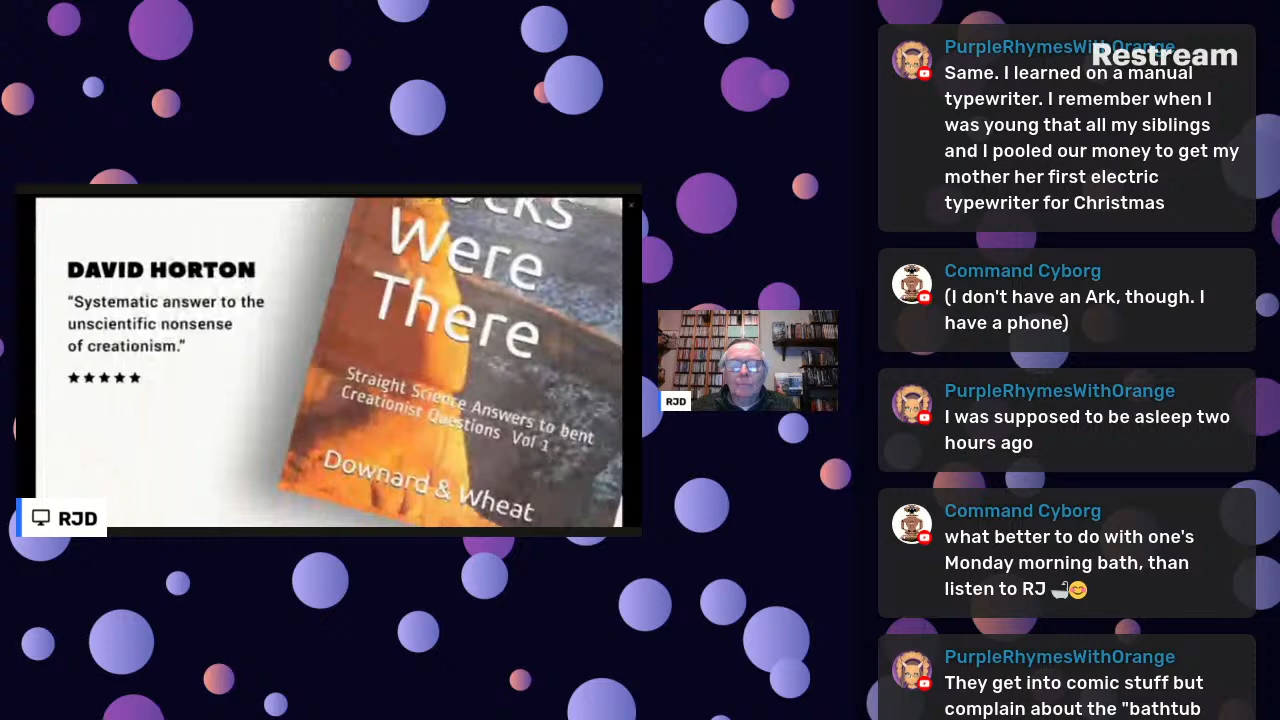 DAVID HORTON
“Systematic answer to the
unscientific nonsense
of creationism.”
★★★★★
Were
There
Straight Science Answers to bent
Creationist Questions Vol 1
Downard & Wheat
RJD
RJD
Restream
PurpleRhymesWithOrange
Same. I learned on a manual
typewriter. I remember when I
was young that all my siblings
and I pooled our money to get my
mother her first electric
typewriter for Christmas
Command Cyborg
(I don't have an Ark, though. I
have a phone)
PurpleRhymesWithOrange
I was supposed to be asleep two
hours ago
Command Cyborg
what better to do with one's
Monday morning bath, than
listen to RJ 🛁😊
PurpleRhymesWithOrange
They get into comic stuff but
complain about the "bathtub